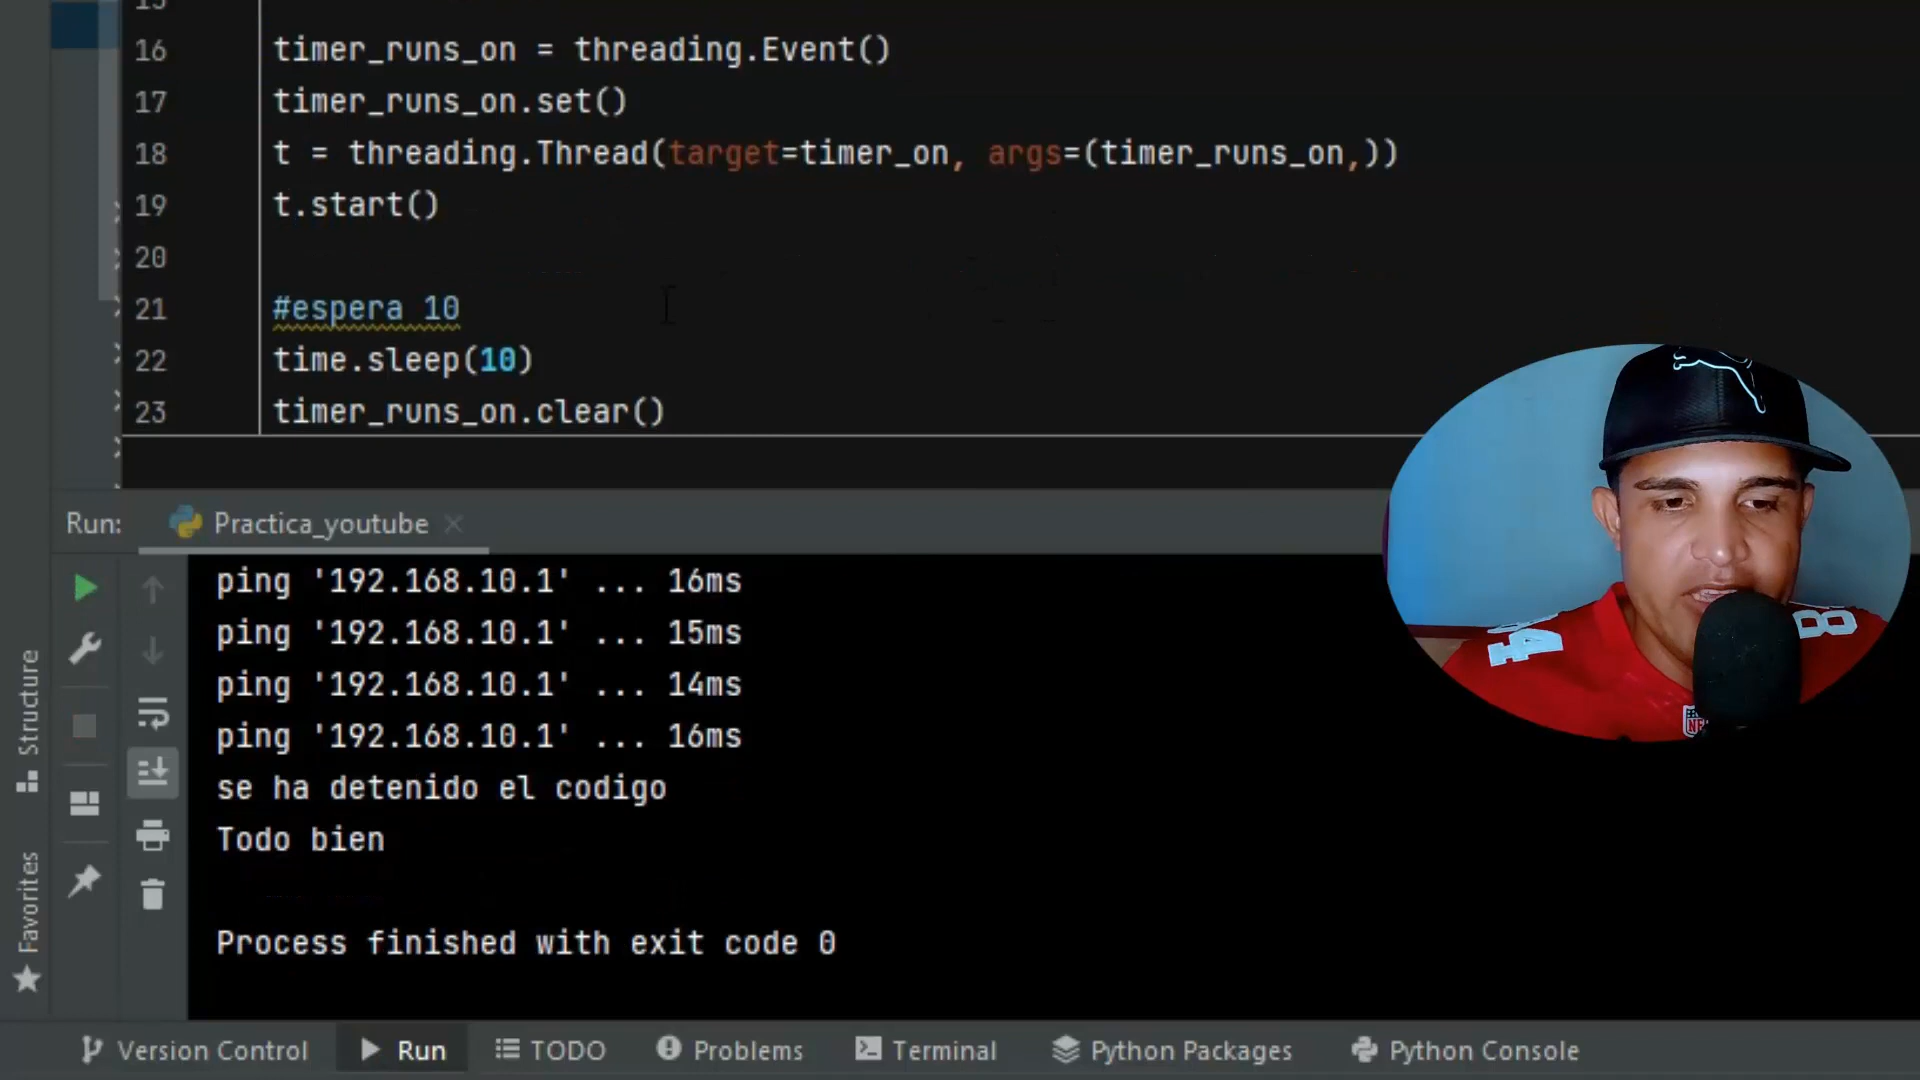 15
16 timer_runs_on = threading.Event()
17 timer_runs_on.set()
18 t = threading.Thread(target=timer_on, args=(timer_runs_on,))
19 t.start()
20
21 #espera 10
22 time.sleep(10)
23 timer_runs_on.clear()
Run: Practica_youtube
ping '192.168.10.1' ... 16ms
ping '192.168.10.1' ... 15ms
ping '192.168.10.1' ... 14ms
ping '192.168.10.1' ... 16ms
se ha detenido el codigo
Todo bien
Process finished with exit code 0
Structure
Favorites
Version Control Run TODO Problems Terminal Python Packages Python Console